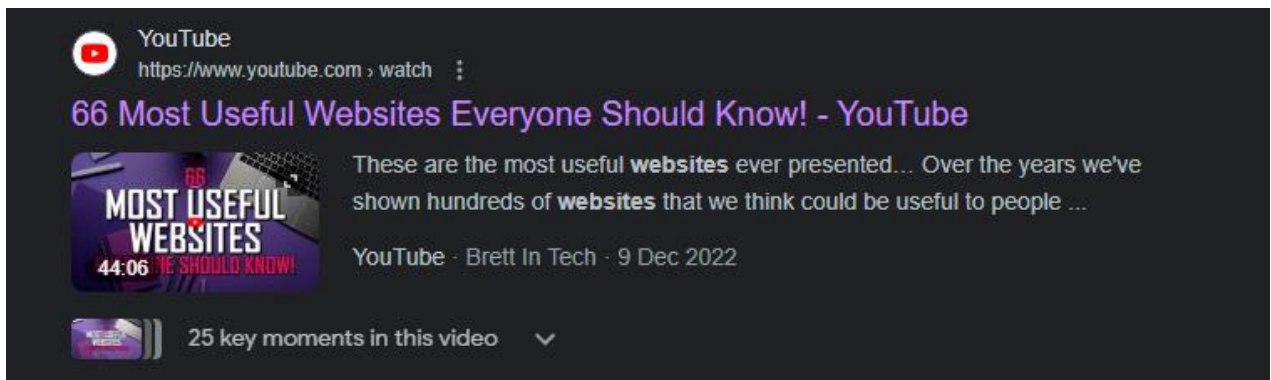 YouTube
https://www.youtube.com › watch
66 Most Useful Websites Everyone Should Know! - YouTube
66
MOST USEFUL
WEBSITES
NE SHOULD KNOW!
44:06
These are the most useful websites ever presented... Over the years we've
shown hundreds of websites that we think could be useful to people ...
YouTube · Brett In Tech · 9 Dec 2022
25 key moments in this video